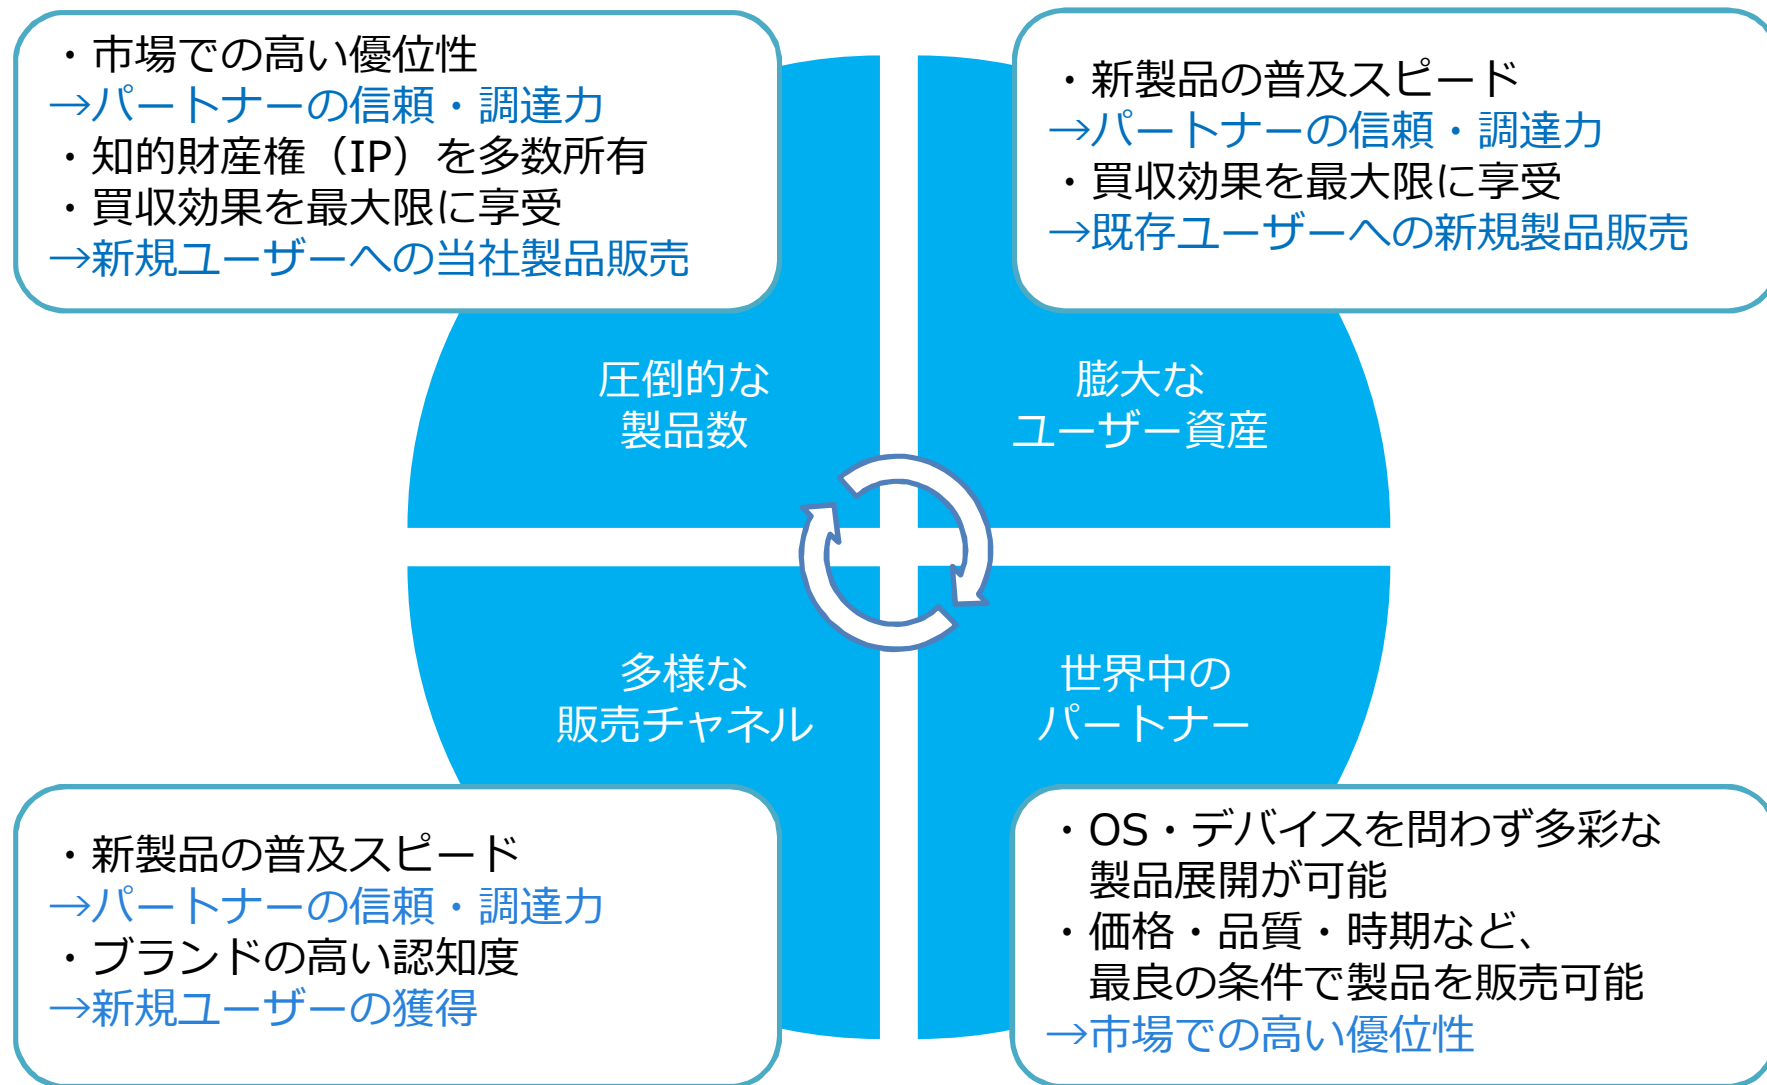 ・市場での高い優位性
→パートナーの信頼・調達力
・知的財産権（IP）を多数所有
・買収効果を最大限に享受
→新規ユーザーへの当社製品販売
・新製品の普及スピード
→パートナーの信頼・調達力
・買収効果を最大限に享受
→既存ユーザーへの新規製品販売
圧倒的な
製品数
膨大な
ユーザー資産
多様な
販売チャネル
世界中の
パートナー
・新製品の普及スピード
→パートナーの信頼・調達力
・ブランドの高い認知度
→新規ユーザーの獲得
・OS・デバイスを問わず多彩な
製品展開が可能
・価格・品質・時期など、
最良の条件で製品を販売可能
→市場での高い優位性